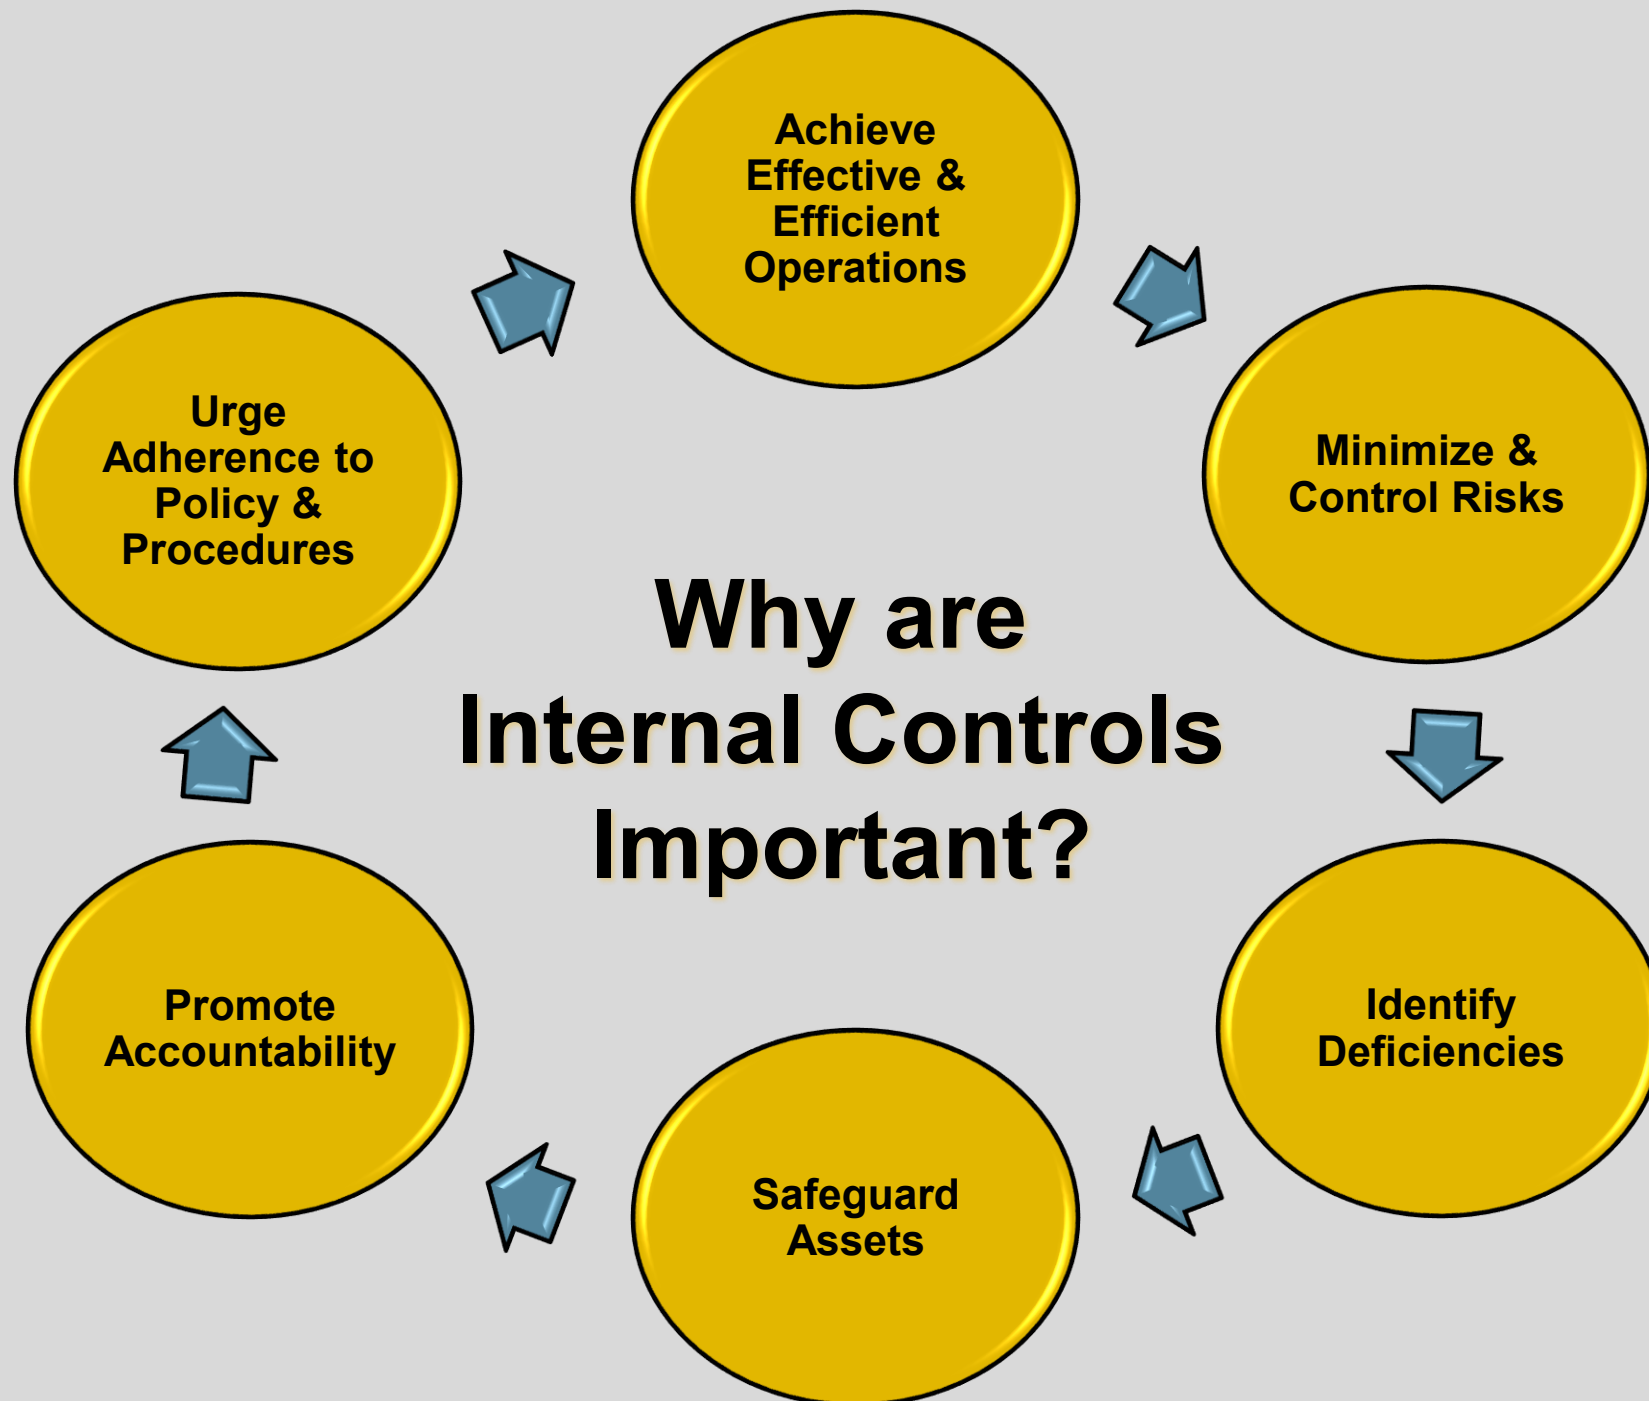 Achieve
Effective &
Efficient
Operations
Minimize &
Control Risks
Identify
Deficiencies
Safeguard
Assets
Promote
Accountability
Urge
Adherence to
Policy &
Procedures
Why are
Internal Controls
Important?